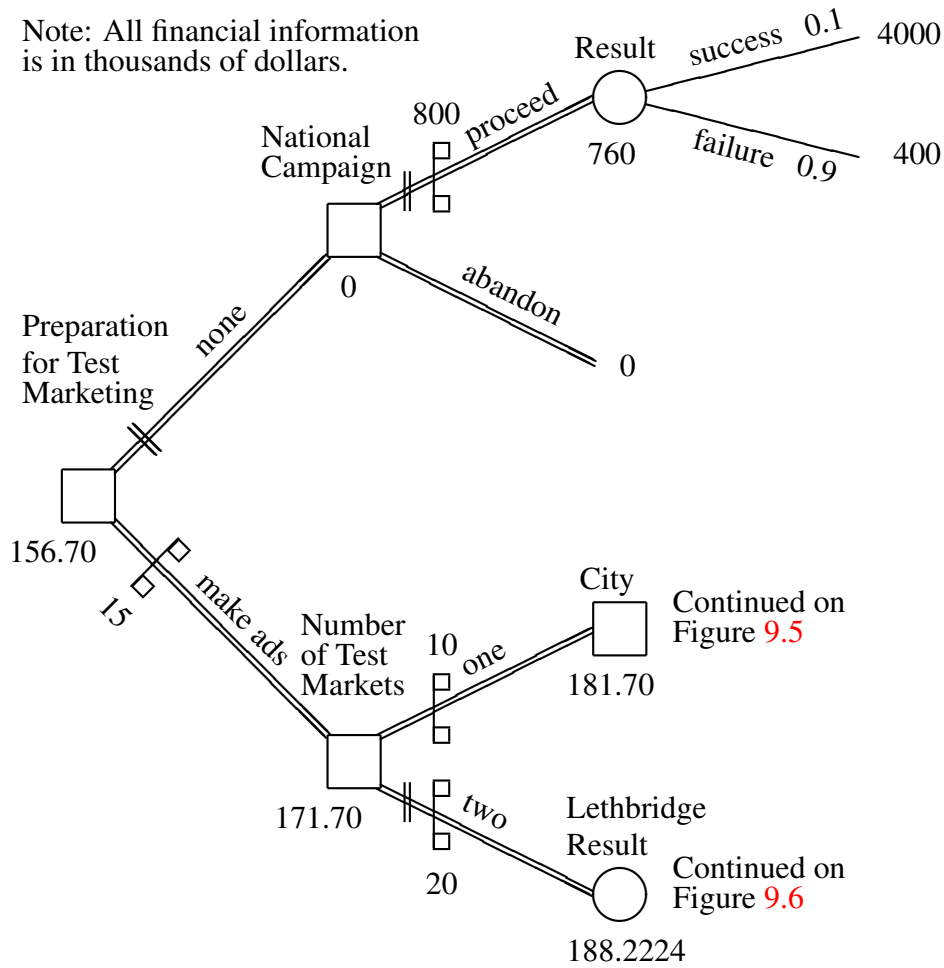 Note: All financial information
is in thousands of dollars.
Result
success 0.1
4000
800
proceed
National
Campaign
760
failure 0.9
400
0
abandon
0
Preparation
for Test
Marketing
none
156.70
15
make ads
Number
of Test
Markets
10
one
City
Continued on
Figure 9.5
181.70
171.70
two
20
Lethbridge
Result
Continued on
Figure 9.6
188.2224